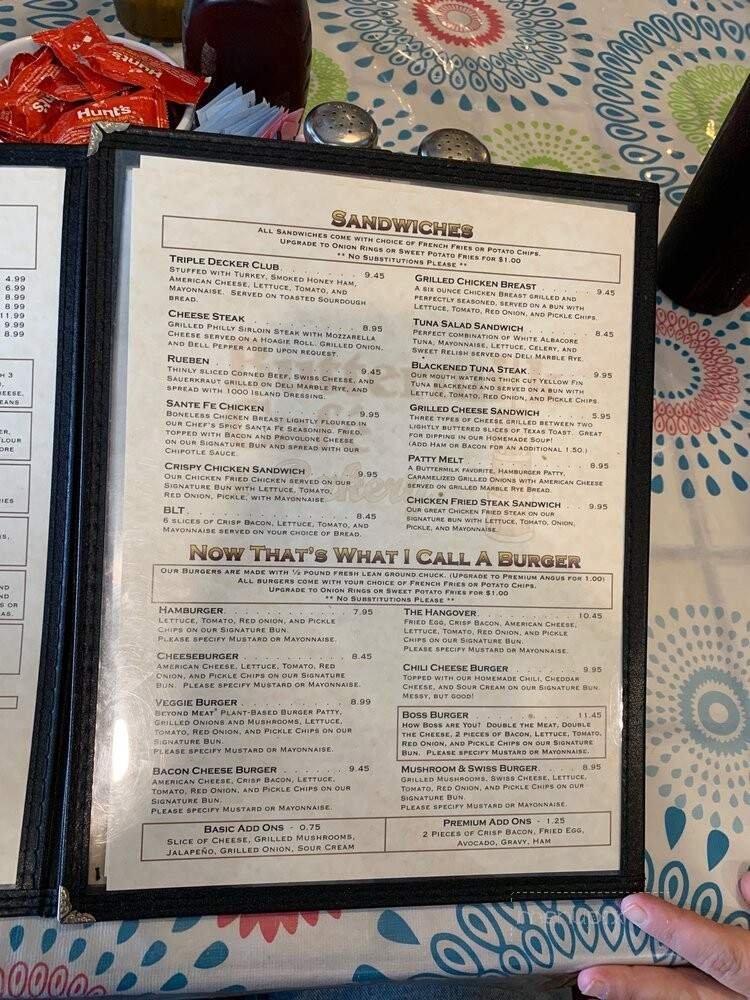 Hunt's
4.99
6.99
8.99
8.99
11.99
9.99
8.99
Sandwiches
All Sandwiches come with choice of French Fries or Potato Chips.
Upgrade to Onion Rings or Sweet Potato Fries for $1.00
** No Substitutions Please **
Triple Decker Club . . . . . . . . . 9.45
Stuffed with Turkey, Smoked Honey Ham,
American Cheese, Lettuce, Tomato, and
Mayonnaise. Served on Toasted Sourdough
Bread.
Cheese Steak . . . . . . . . . . . 8.95
Grilled Philly Sirloin Steak with Mozzarella
Cheese served on a Hoagie Roll. Grilled Onion,
and Bell Pepper added upon request.
Rueben . . . . . . . . . . . . . . 9.45
Thinly sliced Corned Beef, Swiss Cheese, and
Sauerkraut grilled on Deli Marble Rye, and
spread with 1000 Island Dressing.
Sante Fe Chicken . . . . . . . . . 9.95
Boneless Chicken Breast lightly floured in
our Chef's Spicy Santa Fe Seasoning. Fried,
topped with Bacon and Provolone Cheese
on our Signature Bun and spread with our
Chipotle Sauce.
Crispy Chicken Sandwich . . . . . . 9.95
Our Chicken Fried Chicken served on our
Signature Bun with Lettuce, Tomato,
Red Onion, Pickle, with Mayonnaise.
BLT . . . . . . . . . . . . . . . . 8.45
6 slices of Crisp Bacon, Lettuce, Tomato, and
Mayonnaise served on your choice of Bread.
Grilled Chicken Breast . . . . . . 9.45
A six ounce Chicken Breast grilled and
perfectly seasoned, served on a bun with
Lettuce, Tomato, Red Onion, and Pickle Chips.
Tuna Salad Sandwich . . . . . . . 8.45
Perfect combination of White Albacore
Tuna, Mayonnaise, Lettuce, Celery, and
Sweet Relish served on Deli Marble Rye.
Blackened Tuna Steak . . . . . . . 9.95
Our mouth watering thick cut Yellow Fin
Tuna blackened and served on a bun with
Lettuce, Tomato, Red Onion, and Pickle Chips.
Grilled Cheese Sandwich . . . . . 5.95
Three types of Cheese grilled between two
lightly buttered slices of Texas Toast. Great
for dipping in our Homemade Soup!
(Add Ham or Bacon for an additional 1.50.)
Patty Melt . . . . . . . . . . . . 8.95
A Buttermilk favorite, Hamburger Patty,
Caramelized Grilled Onions with American Cheese
served on grilled Marble Rye Bread.
Chicken Fried Steak Sandwich . . . 9.95
Our great Chicken Fried Steak on our
signature bun with Lettuce, Tomato, Onion,
Pickle, and Mayonnaise.
Now That's What I Call A Burger
Our Burgers are made with ½ pound fresh lean ground chuck. (Upgrade to Premium Angus for 1.00)
All burgers come with your choice of French Fries or Potato Chips.
Upgrade to Onion Rings or Sweet Potato Fries for $1.00
** No Substitutions Please **
Hamburger . . . . . . . . . . . . 7.95
Lettuce, Tomato, Red onion, and Pickle
Chips on our Signature Bun.
Please specify Mustard or Mayonnaise.
Cheeseburger . . . . . . . . . . . 8.45
American Cheese, Lettuce, Tomato, Red
Onion, and Pickle Chips on our Signature
Bun. Please specify Mustard or Mayonnaise.
Veggie Burger . . . . . . . . . . 8.99
Beyond Meat® Plant-Based Burger Patty,
Grilled Onions and Mushrooms, Lettuce,
Tomato, Red Onion, and Pickle Chips on our
Signature Bun.
Please specify Mustard or Mayonnaise.
Bacon Cheese Burger . . . . . . . 9.45
American Cheese, Crisp Bacon, Lettuce,
Tomato, Red Onion, and Pickle Chips on our
Signature Bun.
Please specify Mustard or Mayonnaise.
The Hangover . . . . . . . . . . . 10.45
Fried Egg, Crisp Bacon, American Cheese,
Lettuce, Tomato, Red Onion, and Pickle
Chips on our Signature Bun.
Please specify Mustard or Mayonnaise.
Chili Cheese Burger . . . . . . . 9.95
Topped with our Homemade Chili, Cheddar
Cheese, and Sour Cream on our Signature Bun.
Messy, but good!
Boss Burger . . . . . . . . . . . 11.45
How Boss are You? Double the Meat, Double
the Cheese, 2 pieces of Bacon, Lettuce, Tomato,
Red Onion, and Pickle Chips on our Signature
Bun. Please specify Mustard or Mayonnaise.
Mushroom & Swiss Burger . . . . . 8.95
Grilled Mushrooms, Swiss Cheese, Lettuce,
Tomato, Red Onion, and Pickle Chips on our
Signature Bun.
Please specify Mustard or Mayonnaise.
Basic Add Ons - 0.75
Slice of Cheese, Grilled Mushrooms,
Jalapeño, Grilled Onion, Sour Cream
Premium Add Ons - 1.25
2 Pieces of Crisp Bacon, Fried Egg,
Avocado, Gravy, Ham